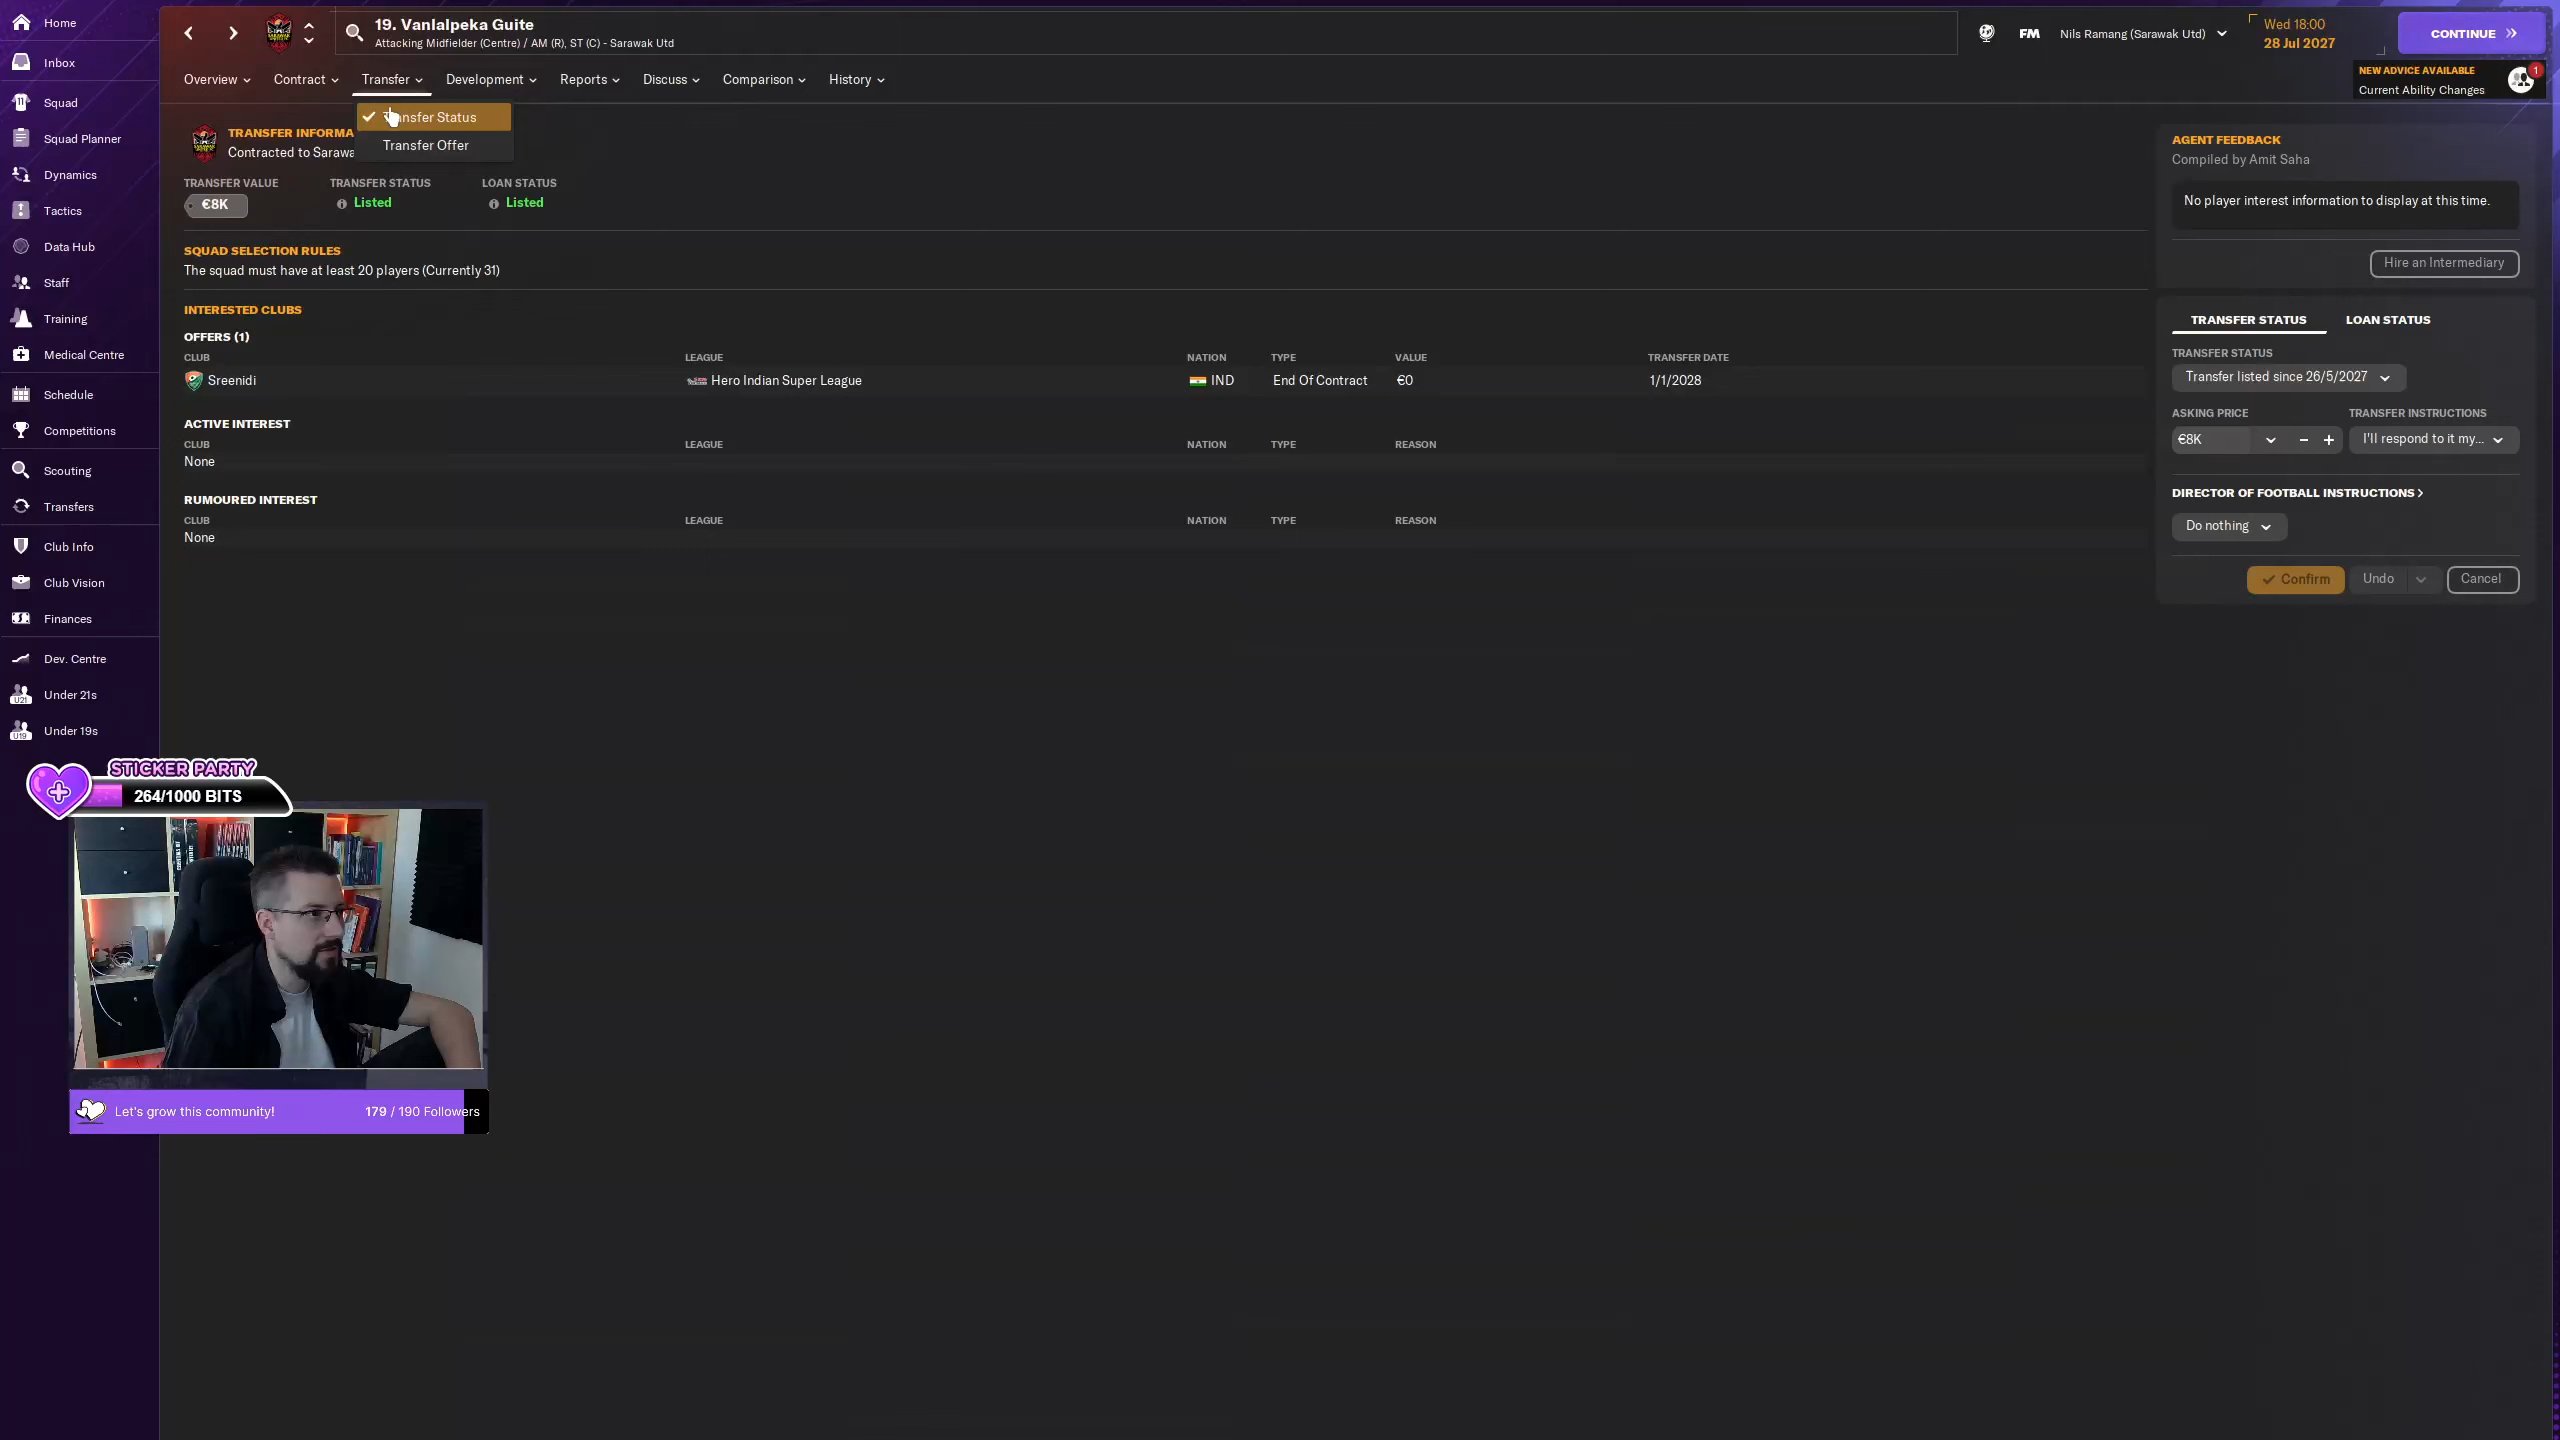 Home
Inbox
Squad
Squad Planner
Dynamics
Tactics
Data Hub
Staff
Training
Medical Centre
Schedule
Competitions
Scouting
Transfers
Club Info
Club Vision
Finances
Dev. Centre
U21
Under 21s
U19
Under 19s
19. Vanlalpeka Guite
Attacking Midfielder (Centre) / AM (R), ST (C) - Sarawak Utd
FM
Nils Ramang (Sarawak Utd)
Wed 18:00
28 Jul 2027
CONTINUE
Overview
Contract
Transfer
Development
Reports
Discuss
Comparison
History
NEW ADVICE AVAILABLE
Current Ability Changes
1
Transfer Status
Transfer Offer
TRANSFER INFORMA
Contracted to Sarawa
TRANSFER VALUE
TRANSFER STATUS
LOAN STATUS
€8K
Listed
Listed
SQUAD SELECTION RULES
The squad must have at least 20 players (Currently 31)
INTERESTED CLUBS
OFFERS (1)
CLUB LEAGUE NATION TYPE VALUE TRANSFER DATE
Sreenidi Hero Indian Super League IND End Of Contract €0 1/1/2028
ACTIVE INTEREST
CLUB LEAGUE NATION TYPE REASON
None
RUMOURED INTEREST
CLUB LEAGUE NATION TYPE REASON
None
AGENT FEEDBACK
Compiled by Amit Saha
No player interest information to display at this time.
Hire an Intermediary
TRANSFER STATUS
LOAN STATUS
TRANSFER STATUS
Transfer listed since 26/5/2027
ASKING PRICE
TRANSFER INSTRUCTIONS
€8K
I'll respond to it my...
DIRECTOR OF FOOTBALL INSTRUCTIONS >
Do nothing
Confirm
Undo
Cancel
STICKER PARTY
264/1000 BITS
Let's grow this community!
179 / 190 Followers